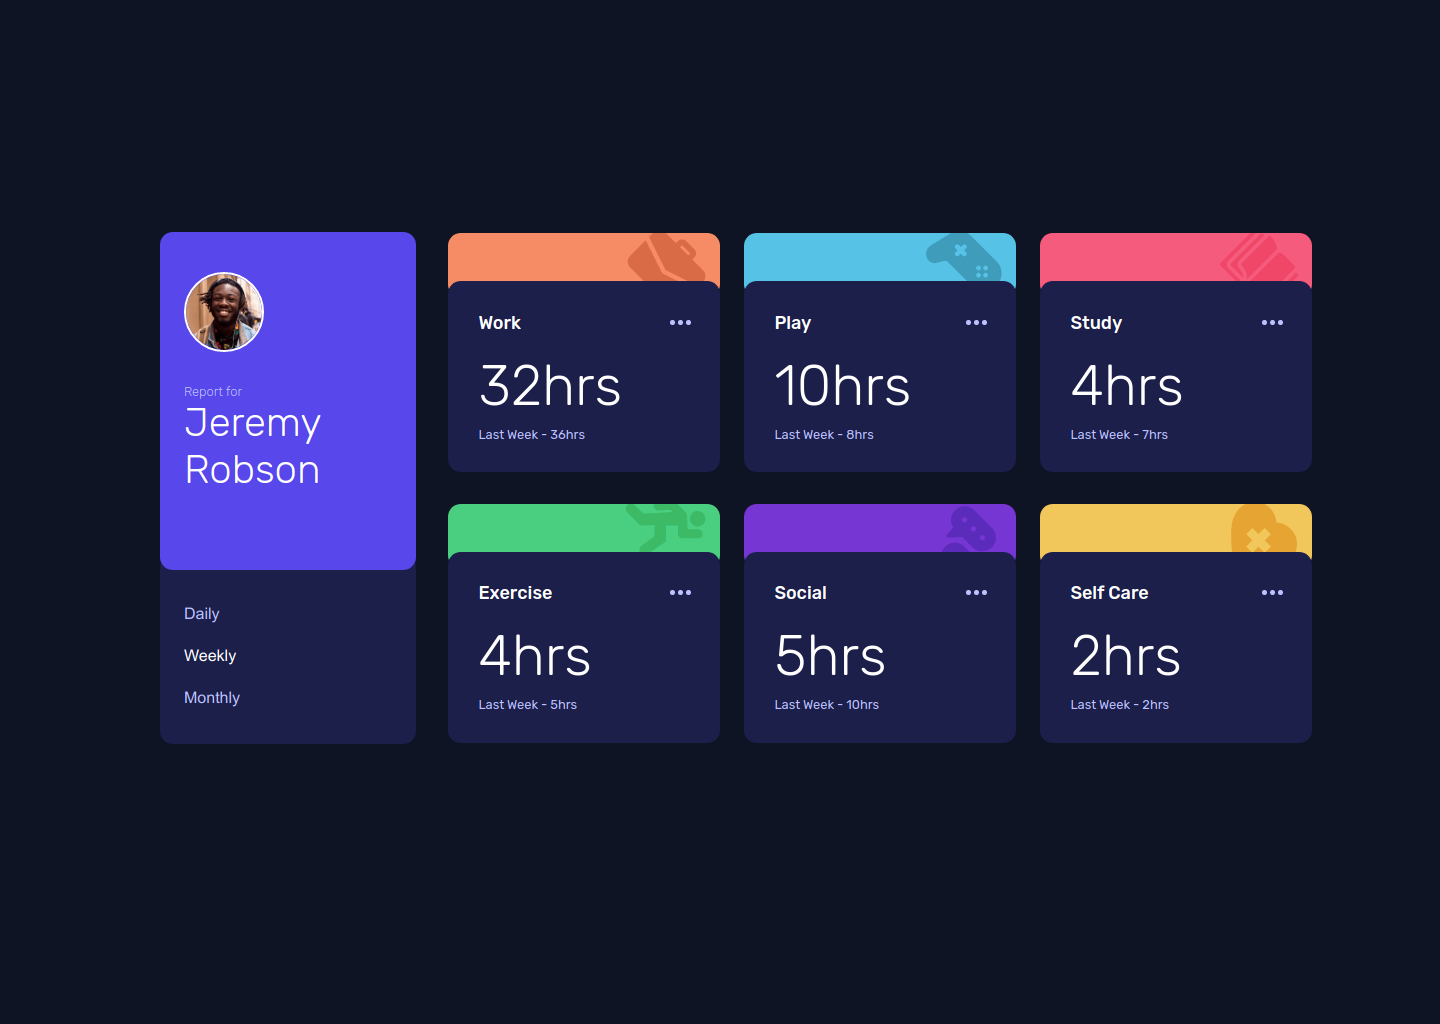 Report for
Jeremy
Robson
Daily
Weekly
Monthly
Work
32hrs
Last Week - 36hrs
Play
10hrs
Last Week - 8hrs
Study
4hrs
Last Week - 7hrs
Exercise
4hrs
Last Week - 5hrs
Social
5hrs
Last Week - 10hrs
Self Care
2hrs
Last Week - 2hrs